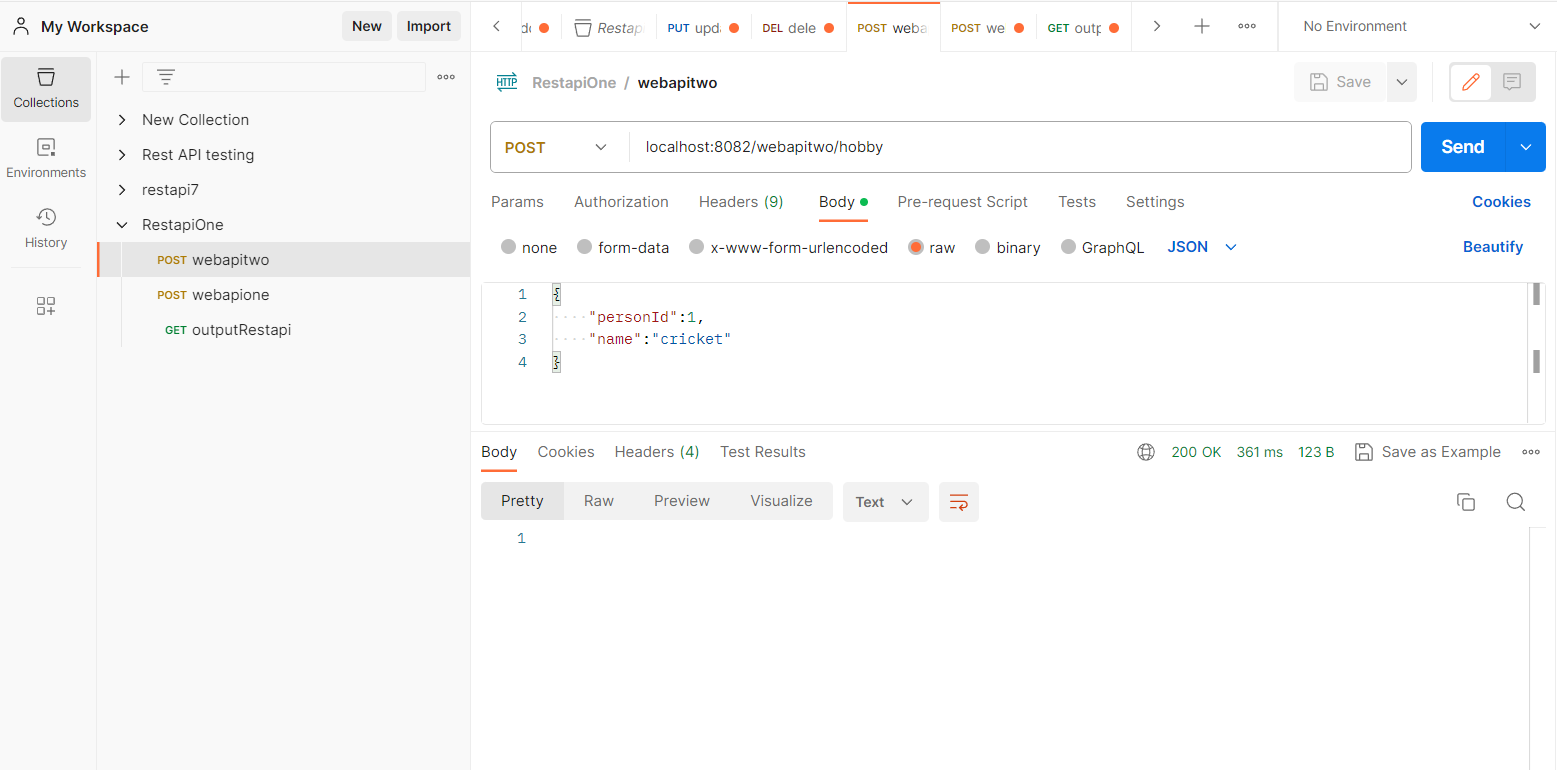 My Workspace New Import
Restap PUT upda DEL dele POST weba POST we GET outp No Environment
Collections
Environments
History
New Collection
Rest API testing
restapi7
RestapiOne
POST webapitwo
POST webapione
GET outputRestapi
HTTP RestapiOne / webapitwo Save
POST localhost:8082/webapitwo/hobby Send
Params Authorization Headers (9) Body Pre-request Script Tests Settings Cookies
none form-data x-www-form-urlencoded raw binary GraphQL JSON Beautify
1 {
2 "personId":1,
3 "name":"cricket"
4 }
Body Cookies Headers (4) Test Results 200 OK 361 ms 123 B Save as Example
Pretty Raw Preview Visualize Text
1